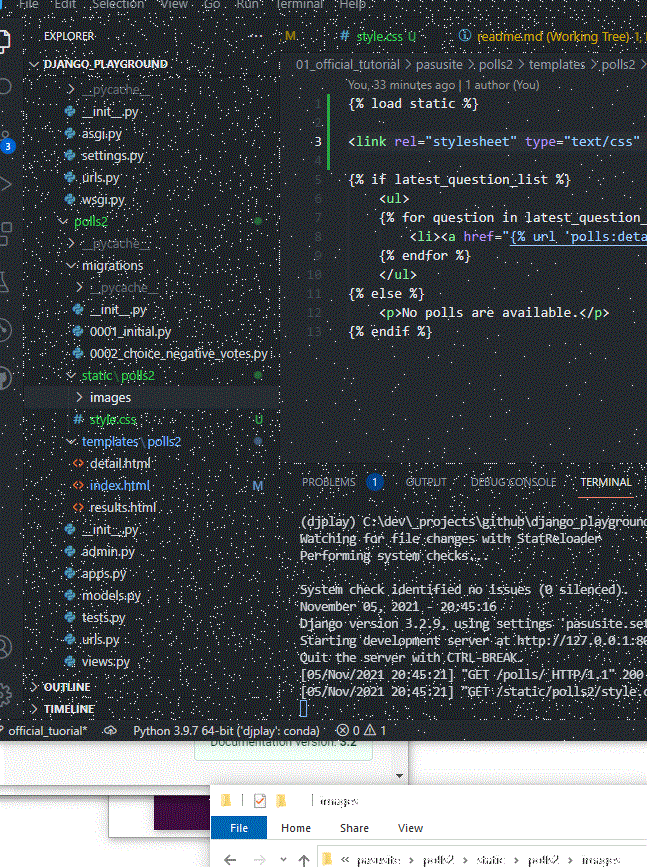 File Edit Selection View Go Run Terminal Help
EXPLORER
DJANGO_PLAYGROUND
__pycache__
__init__.py
asgi.py
settings.py
urls.py
wsgi.py
polls2
__pycache__
migrations
__pycache__
__init__.py
0001_initial.py
0002_choice_negative_votes.py
static\polls2
images
# style.css U
templates\polls2
detail.html
index.html M
results.html
__init__.py
admin.py
apps.py
models.py
tests.py
urls.py
views.py
OUTLINE
TIMELINE
3
M # style.css U readme.md (Working Tree) 1
01_official_tutorial > pasusite > polls2 > templates > polls2 >
You, 33 minutes ago | 1 author (You)
1 {% load static %}
2
3 <link rel="stylesheet" type="text/css"
4
5 {% if latest_question_list %}
6 <ul>
7 {% for question in latest_question_
8 <li><a href="{% url 'polls:deta
9 {% endfor %}
10 </ul>
11 {% else %}
12 <p>No polls are available.</p>
13 {% endif %}
PROBLEMS 1 OUTPUT DEBUG CONSOLE TERMINAL
(djplay) C:\dev\_projects\github\django_playground
Watching for file changes with StatReloader
Performing system checks...
System check identified no issues (0 silenced).
November 05, 2021 - 20:45:16
Django version 3.2.9, using settings 'pasusite.set
Starting development server at http://127.0.0.1:80
Quit the server with CTRL-BREAK.
[05/Nov/2021 20:45:21] "GET /polls/ HTTP/1.1" 200
[05/Nov/2021 20:45:21] "GET /static/polls2/style.c
official_tuorial* Python 3.9.7 64-bit ('djplay': conda) 0 1
Documentation version: 3.2
images
File Home Share View
« pasusite > polls2 > static > polls2 > images